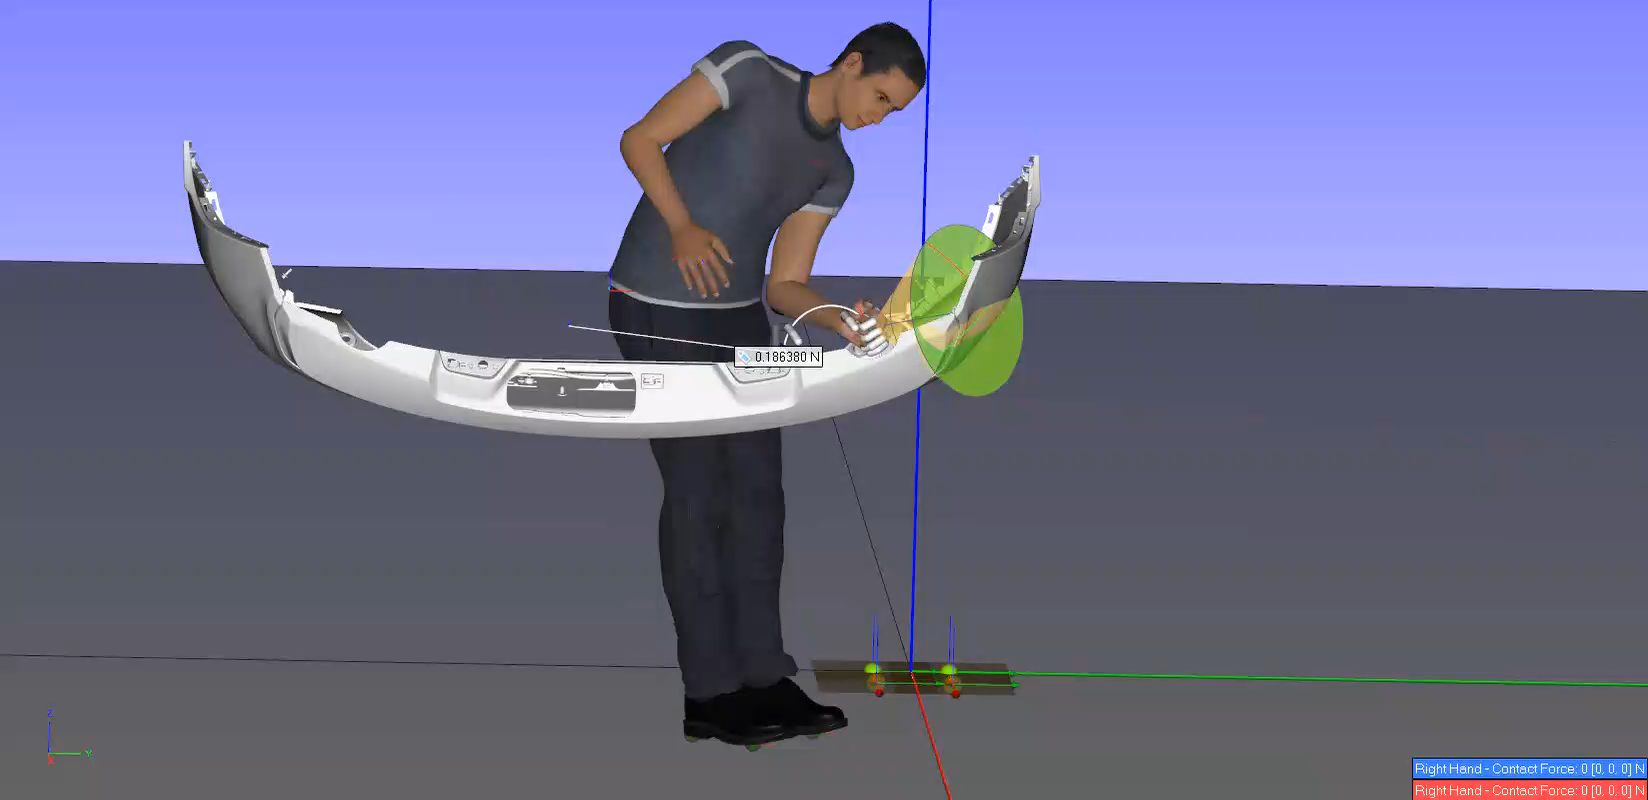 0.186380 N
Z
Y
X
Right Hand - Contact Force: 0 [0, 0, 0] N
Right Hand - Contact Force: 0 [0, 0, 0] N